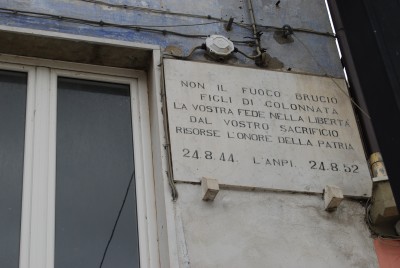 NON IL FUOCO BRUCIÒ
FIGLI DI COLONNATA
LA VOSTRA FEDE NELLA LIBERTÀ
DAL VOSTRO SACRIFICIO
RISORSE L'ONORE DELLA PATRIA
24.8.44. L'ANPI. 24.8.52